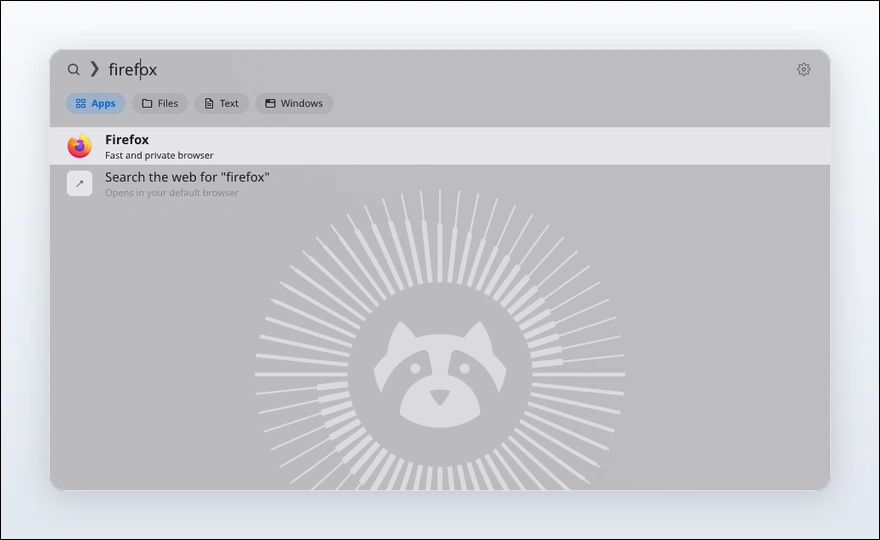 firefox
Apps Files Text Windows
Firefox
Fast and private browser
Search the web for "firefox"
Opens in your default browser